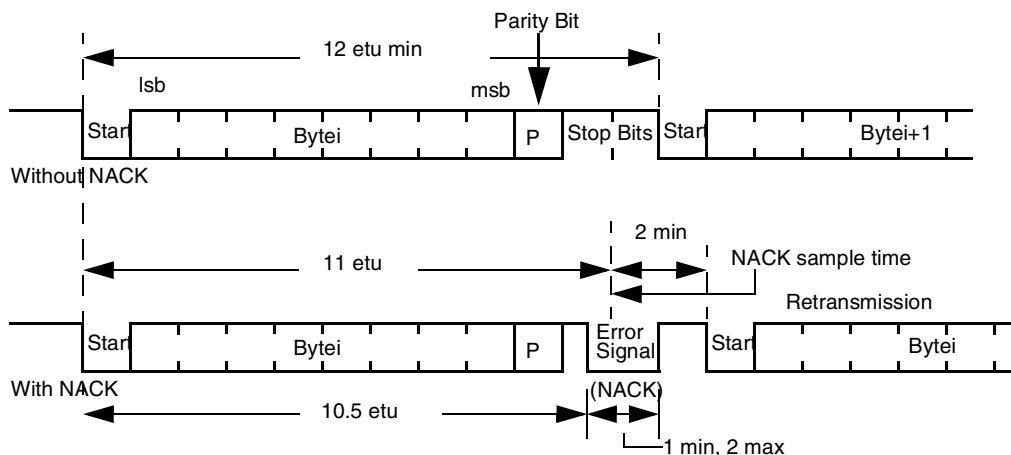 Parity Bit
12 etu min
lsb
msb
Start
Bytei
P
Stop Bits
Start
Bytei+1
Without NACK
2 min
11 etu
NACK sample time
Retransmission
Start
Bytei
P
Error
Signal
Start
Bytei
With NACK
(NACK)
10.5 etu
1 min, 2 max